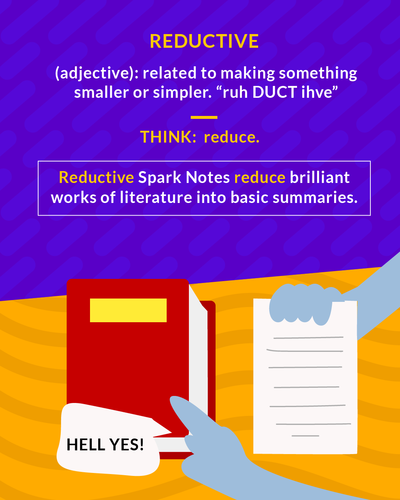 REDUCTIVE
(adjective): related to making something
smaller or simpler. “ruh DUCT ihve”
THINK: reduce.
Reductive Spark Notes reduce brilliant
works of literature into basic summaries.
HELL YES!